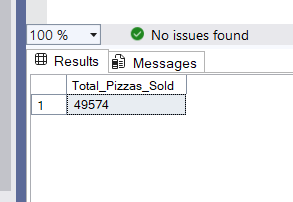 100 %
No issues found
Results
Messages
Total_Pizzas_Sold
1
49574